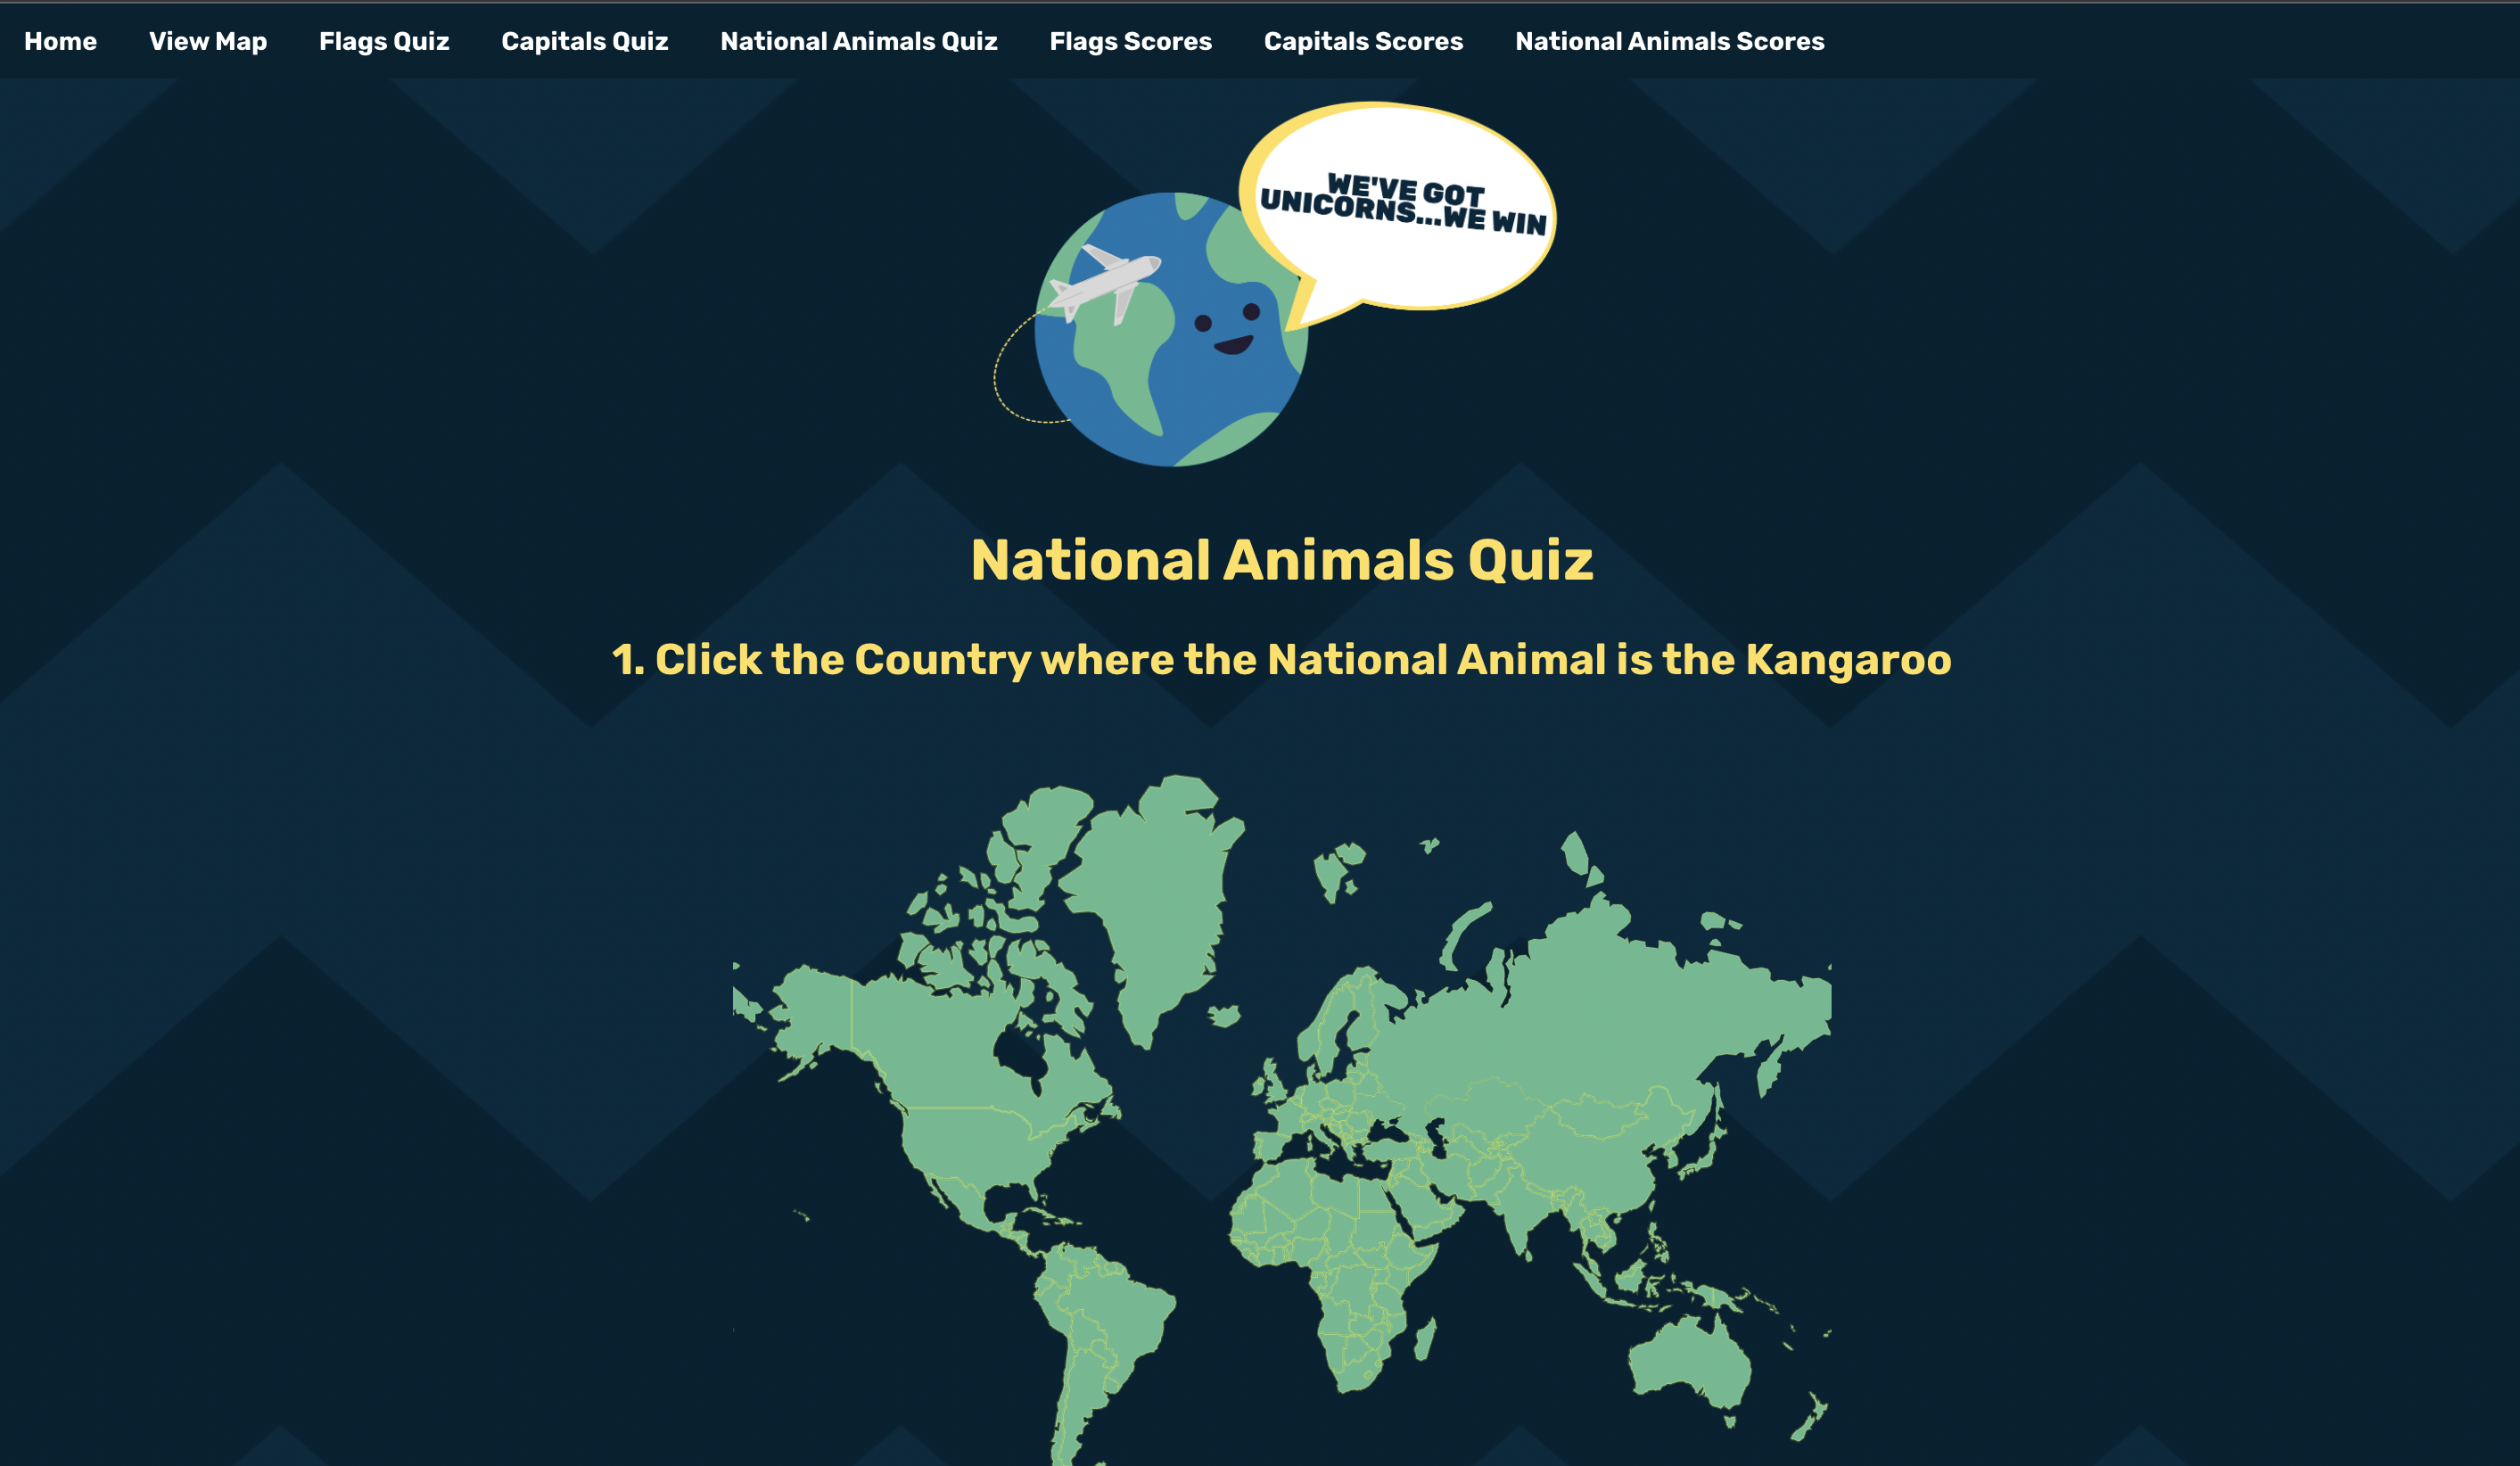 Home View Map Flags Quiz Capitals Quiz National Animals Quiz Flags Scores Capitals Scores National Animals Scores
WE'VE GOT
UNICORNS...WE WIN
National Animals Quiz
1. Click the Country where the National Animal is the Kangaroo